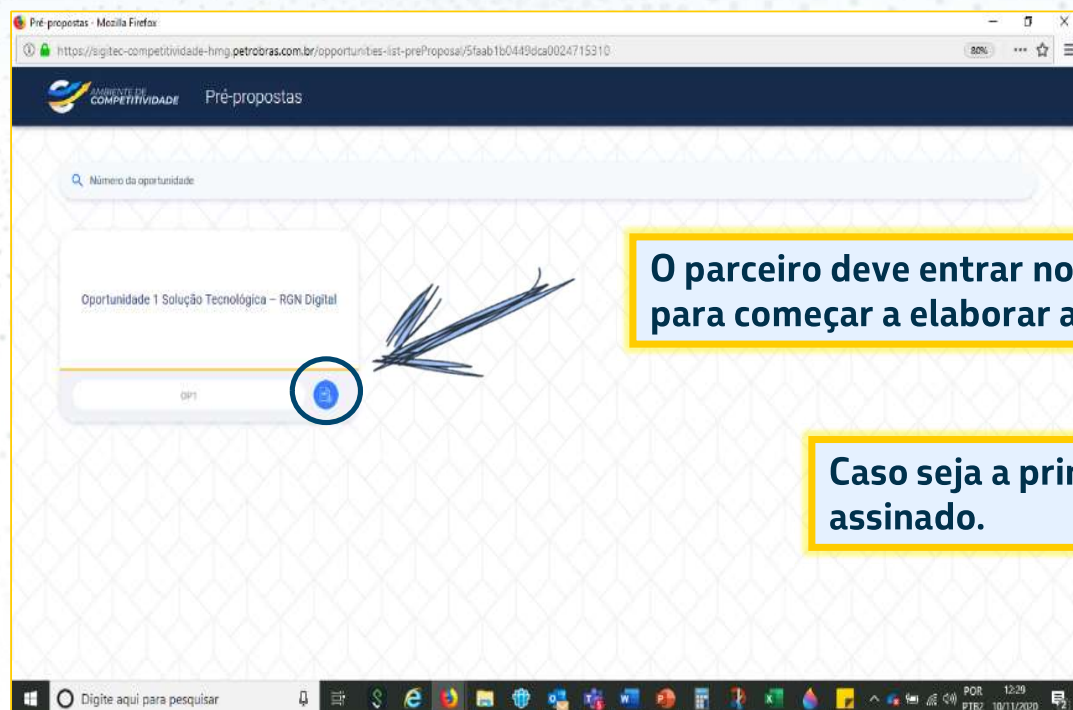 Pré-propostas - Mozilla Firefox
https://sigitec-competitividade-hmg.petrobras.com.br/opportunities-list-preProposal/5faab1b0449dca0024715310
80%
AMBIENTE DE
COMPETITIVIDADE
Pré-propostas
Número da oportunidade
Oportunidade 1 Solução Tecnológica – RGN Digital
OP1
O parceiro deve entrar no
para começar a elaborar a
Caso seja a prin
assinado.
Digite aqui para pesquisar
POR
PTB2
12:29
10/11/2020